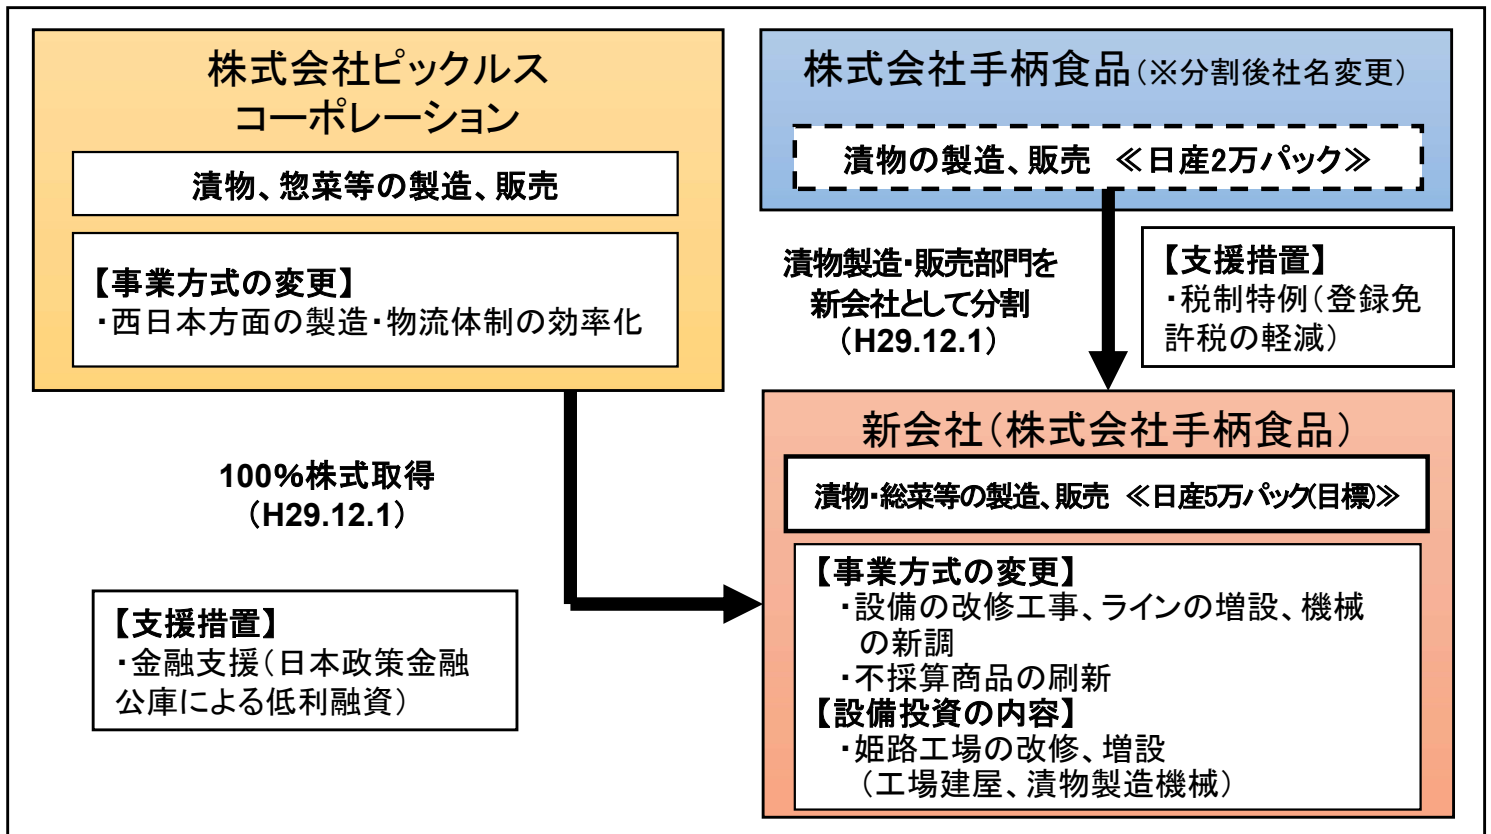 株式会社ピックルス
コーポレーション
漬物、惣菜等の製造、販売
【事業方式の変更】
・西日本方面の製造・物流体制の効率化
株式会社手柄食品（※分割後社名変更）
漬物の製造、販売 ≪日産2万パック≫
漬物製造・販売部門を
新会社として分割
（H29.12.1）
【支援措置】
・税制特例（登録免
許税の軽減）
100%株式取得
（H29.12.1）
【支援措置】
・金融支援（日本政策金融
公庫による低利融資）
新会社（株式会社手柄食品）
漬物・総菜等の製造、販売 ≪日産5万パック(目標)≫
【事業方式の変更】
・設備の改修工事、ラインの増設、機械
の新調
・不採算商品の刷新
【設備投資の内容】
・姫路工場の改修、増設
（工場建屋、漬物製造機械）